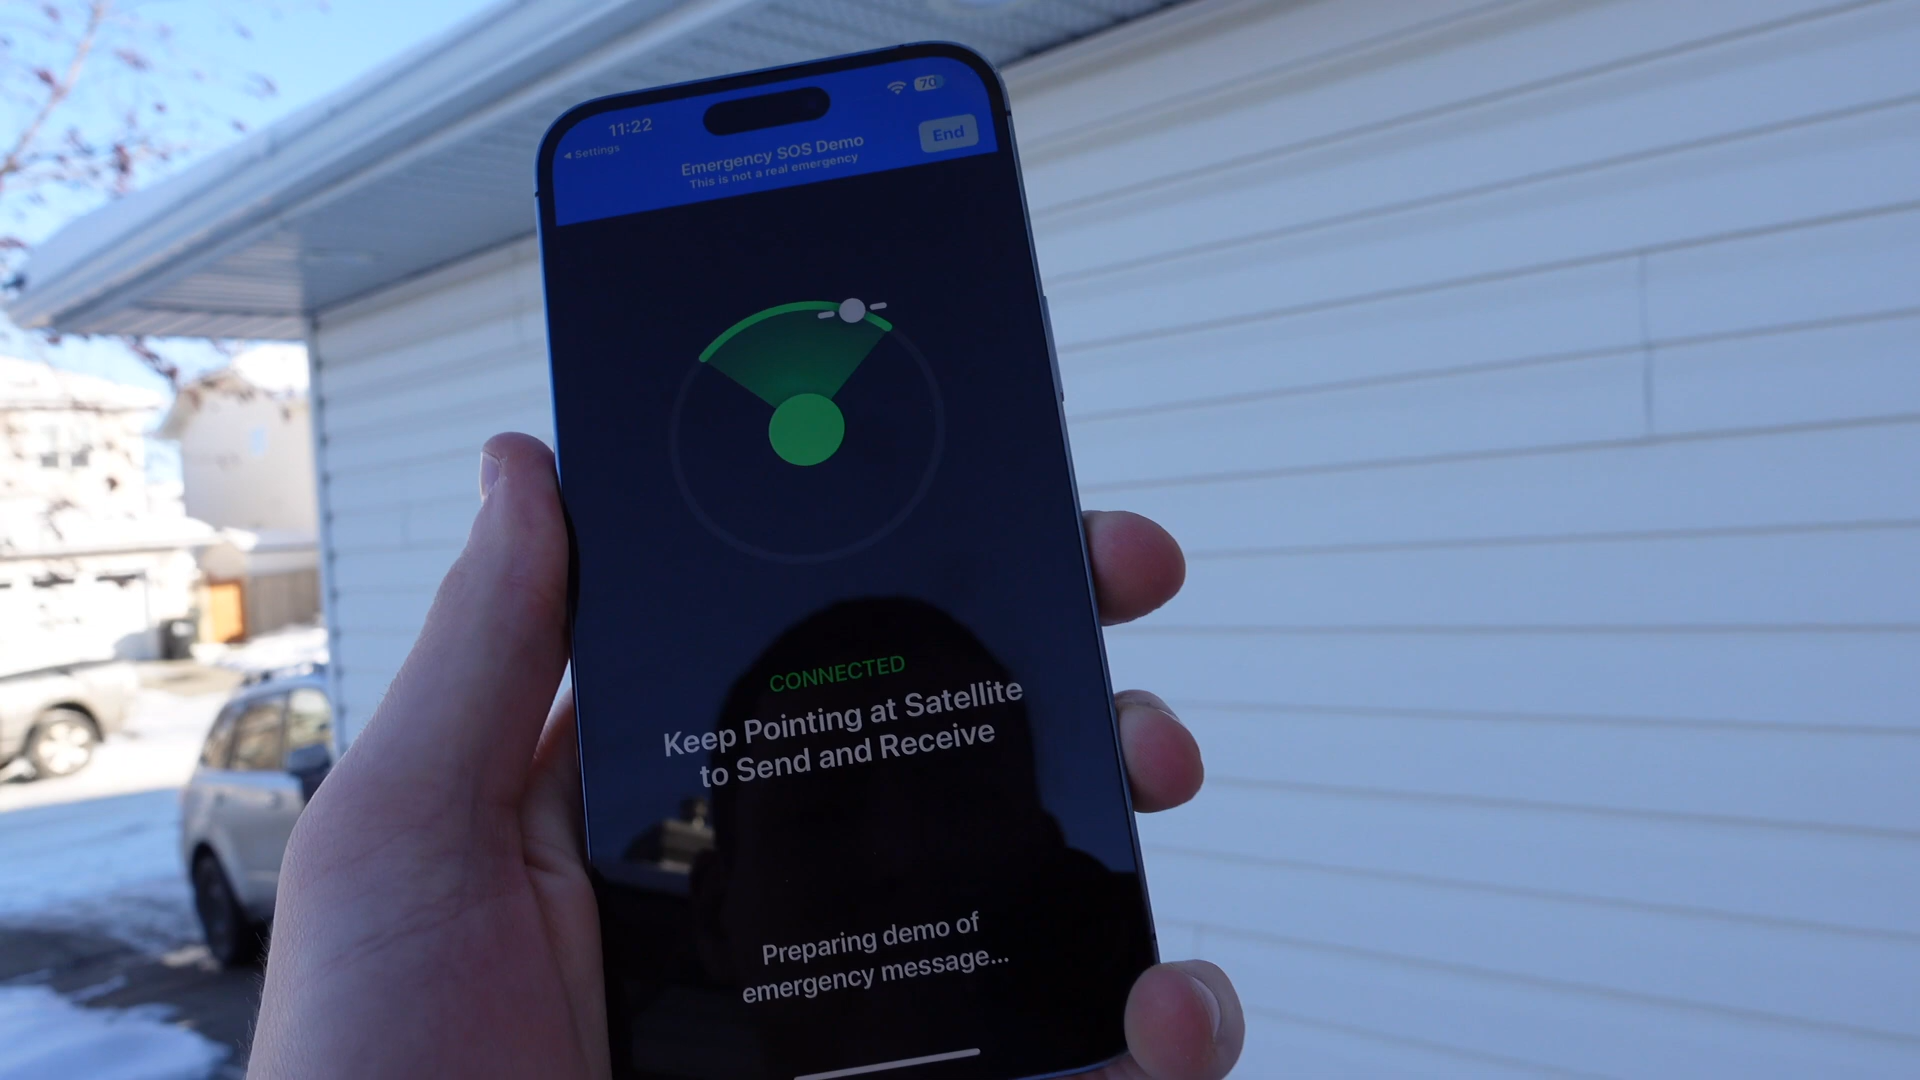 11:22
70
◀ Settings
Emergency SOS Demo
This is not a real emergency
End
CONNECTED
Keep Pointing at Satellite
to Send and Receive
Preparing demo of
emergency message...